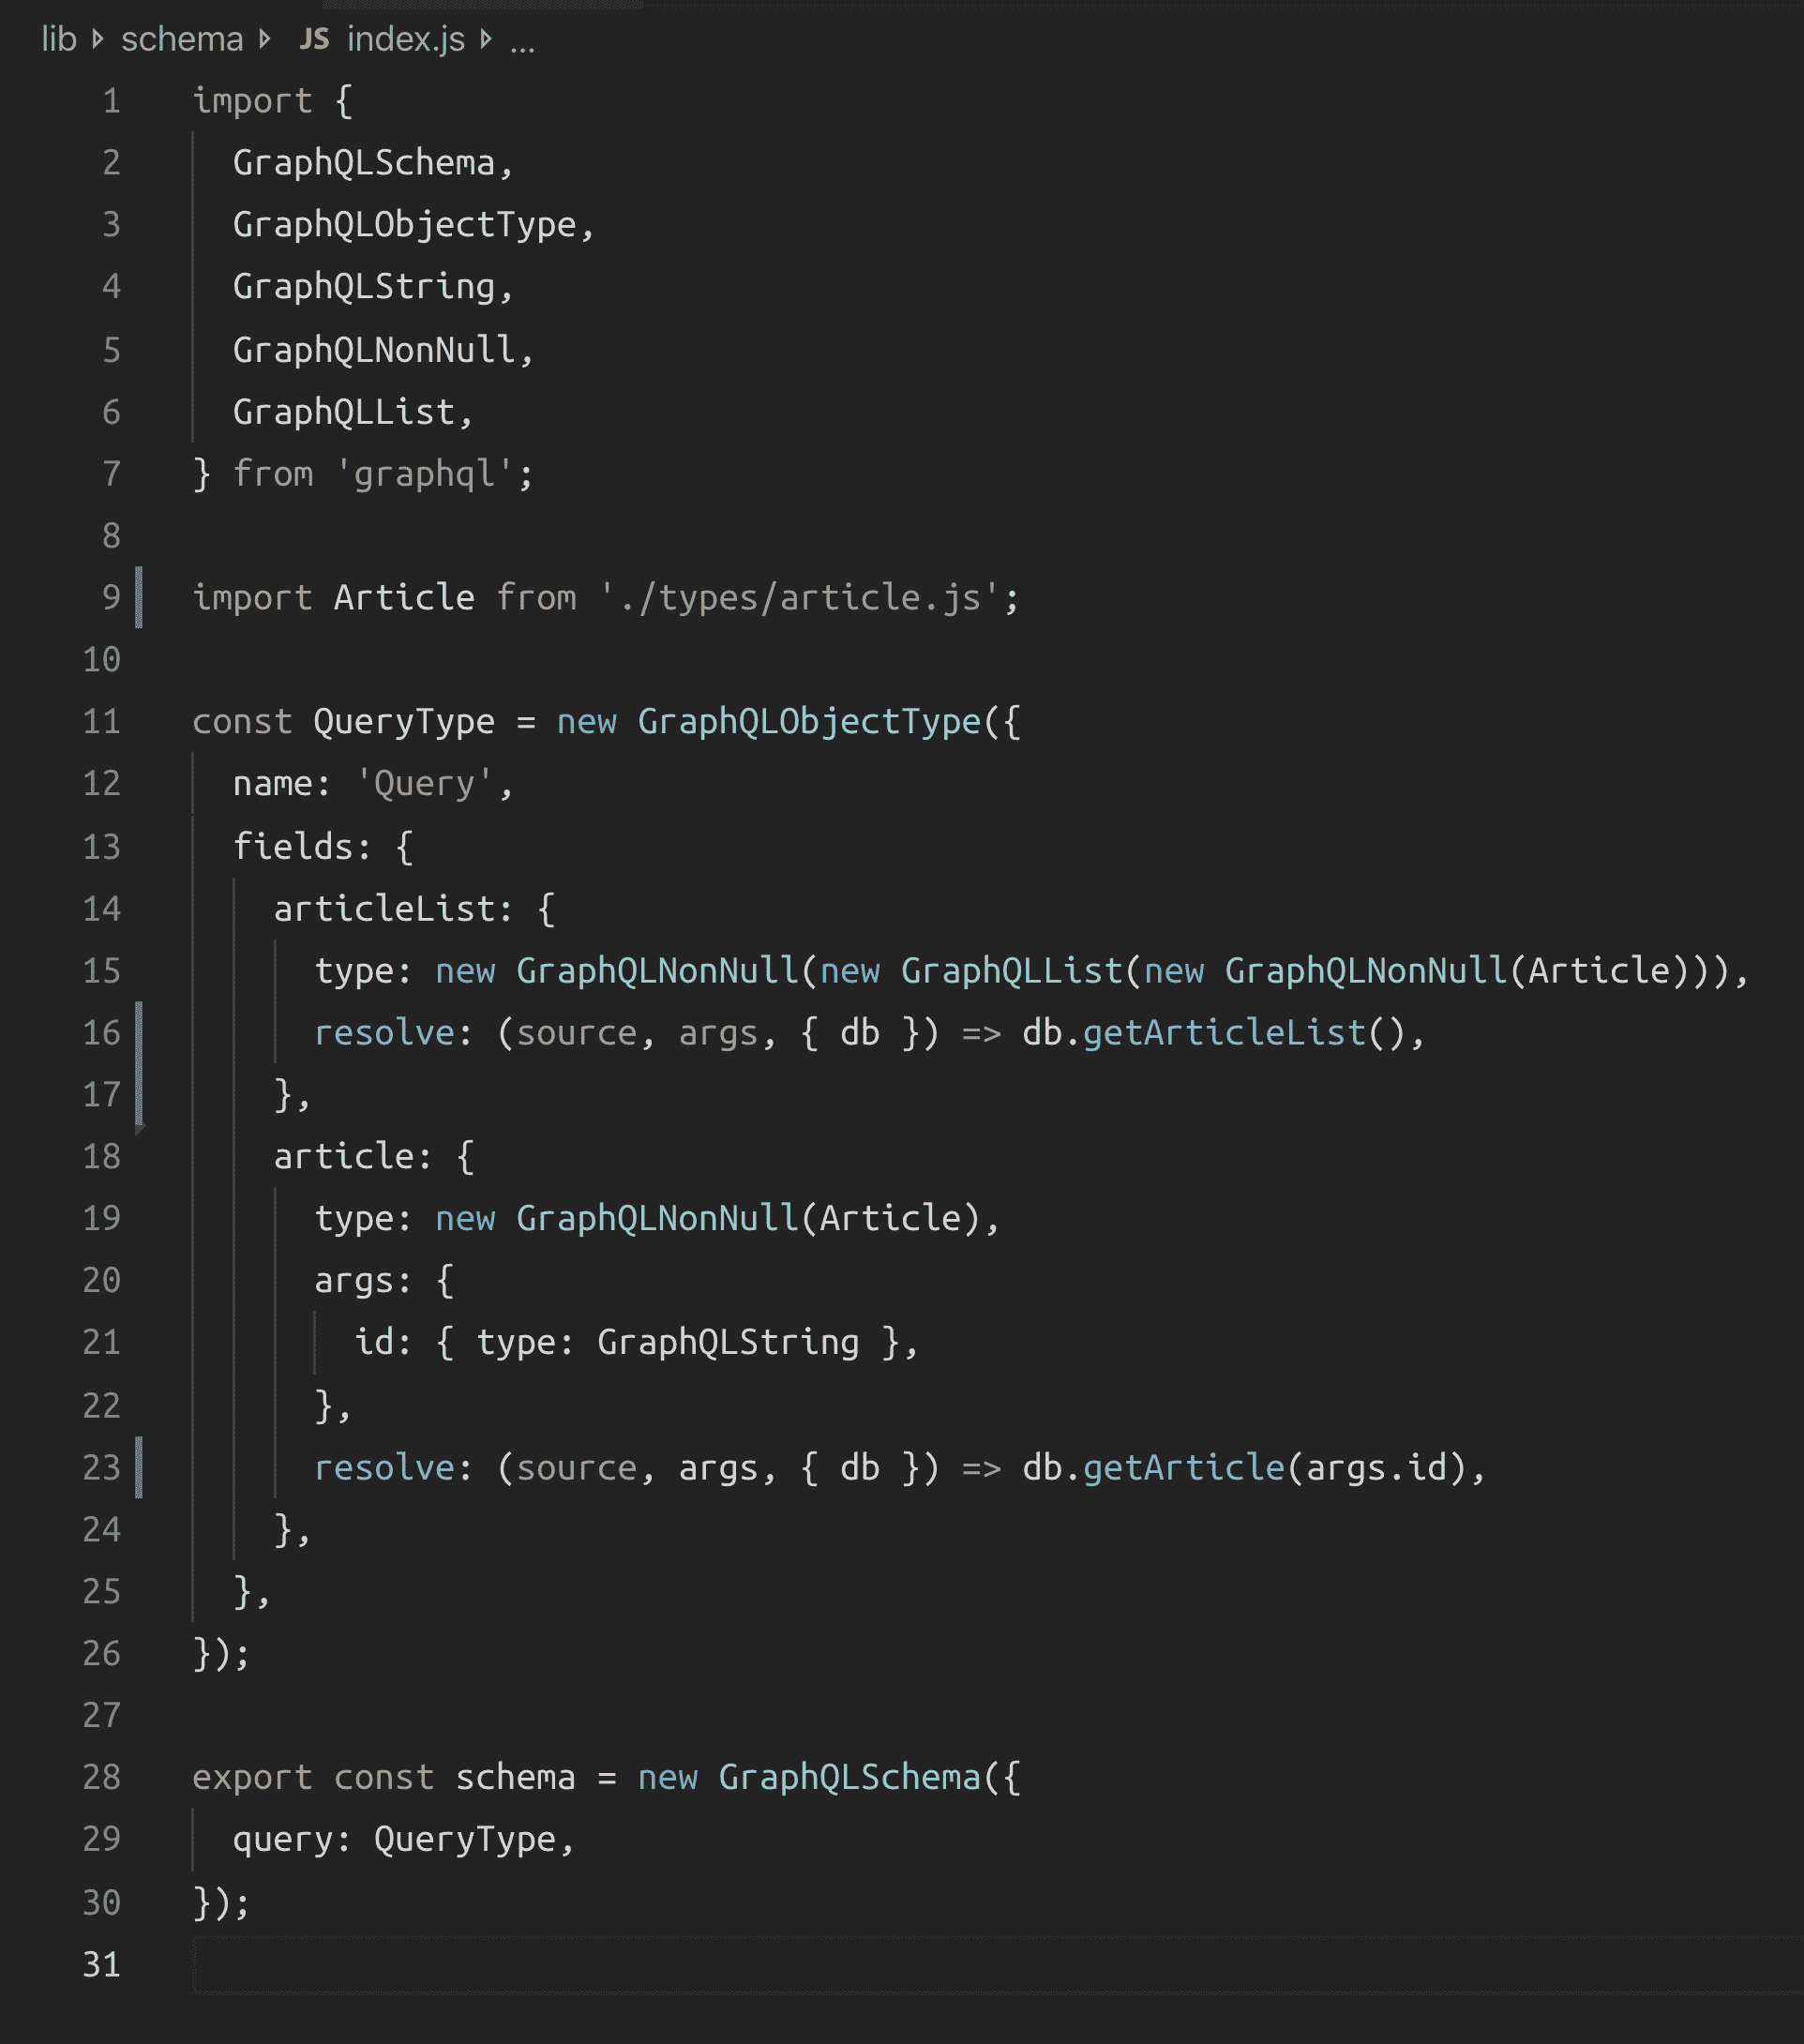 lib schema JS index.js ...
1 import {
2   GraphQLSchema,
3   GraphQLObjectType,
4   GraphQLString,
5   GraphQLNonNull,
6   GraphQLList,
7 } from 'graphql';
8
9 import Article from './types/article.js';
10
11 const QueryType = new GraphQLObjectType({
12   name: 'Query',
13   fields: {
14     articleList: {
15       type: new GraphQLNonNull(new GraphQLList(new GraphQLNonNull(Article))),
16       resolve: (source, args, { db }) => db.getArticleList(),
17     },
18     article: {
19       type: new GraphQLNonNull(Article),
20       args: {
21         id: { type: GraphQLString },
22       },
23       resolve: (source, args, { db }) => db.getArticle(args.id),
24     },
25   },
26 });
27
28 export const schema = new GraphQLSchema({
29   query: QueryType,
30 });
31